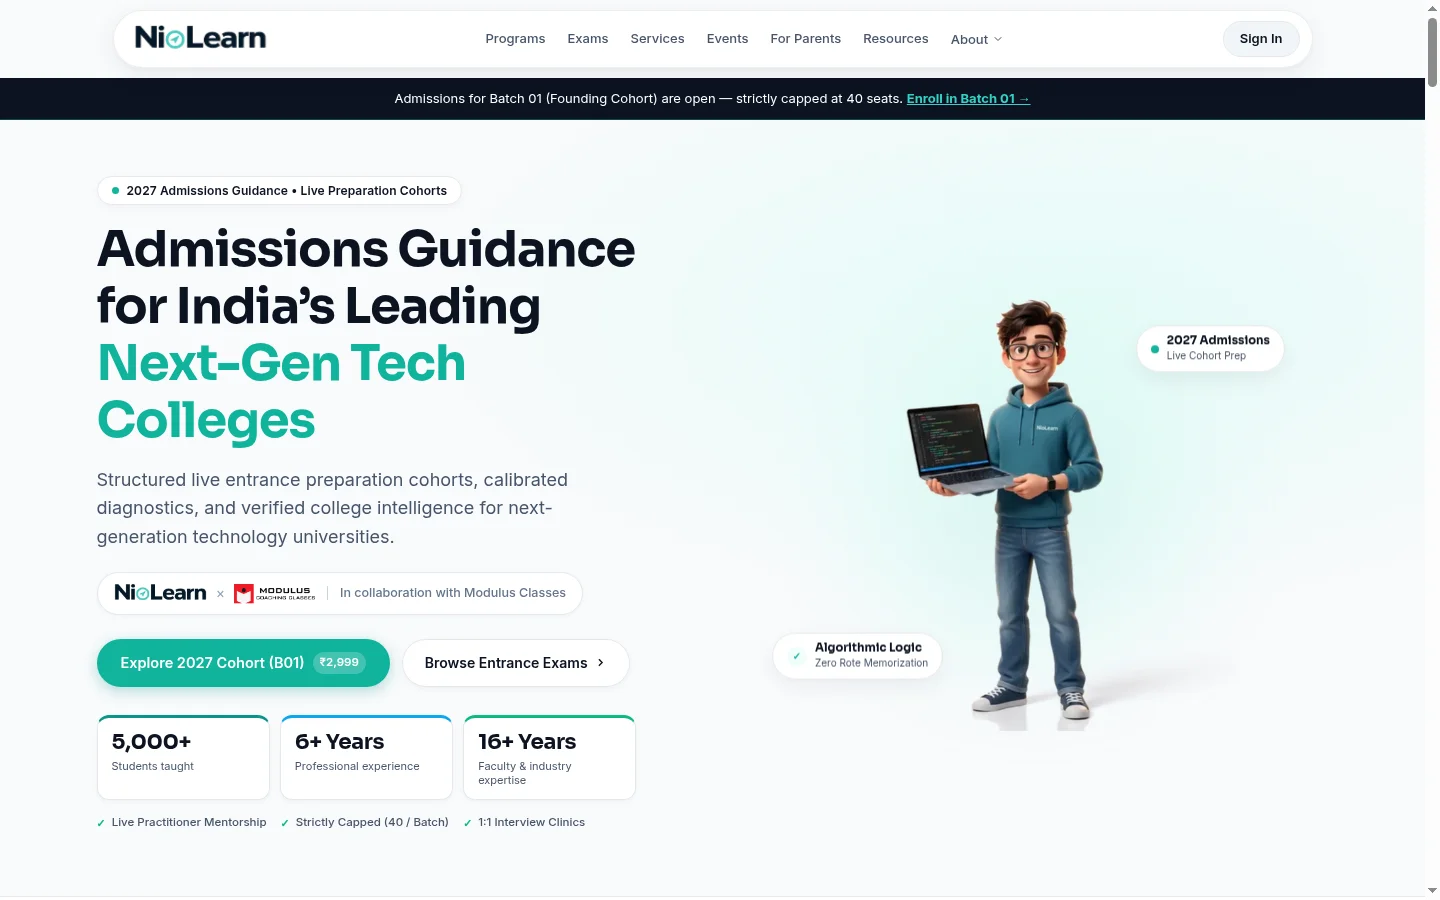 NioLearn
Programs
Exams
Services
Events
For Parents
Resources
About
Sign In
Admissions for Batch 01 (Founding Cohort) are open — strictly capped at 40 seats. Enroll in Batch 01 →
2027 Admissions Guidance • Live Preparation Cohorts
Admissions Guidance
for India’s Leading
Next-Gen Tech
Colleges
Structured live entrance preparation cohorts, calibrated
diagnostics, and verified college intelligence for next-
generation technology universities.
NioLearn × MODULUS COACHING CLASSES | In collaboration with Modulus Classes
Explore 2027 Cohort (B01) ₹2,999
Browse Entrance Exams
5,000+
Students taught
6+ Years
Professional experience
16+ Years
Faculty & industry
expertise
✓ Live Practitioner Mentorship
✓ Strictly Capped (40 / Batch)
✓ 1:1 Interview Clinics
2027 Admissions
Live Cohort Prep
NioLearn
✓ Algorithmic Logic
Zero Rote Memorization